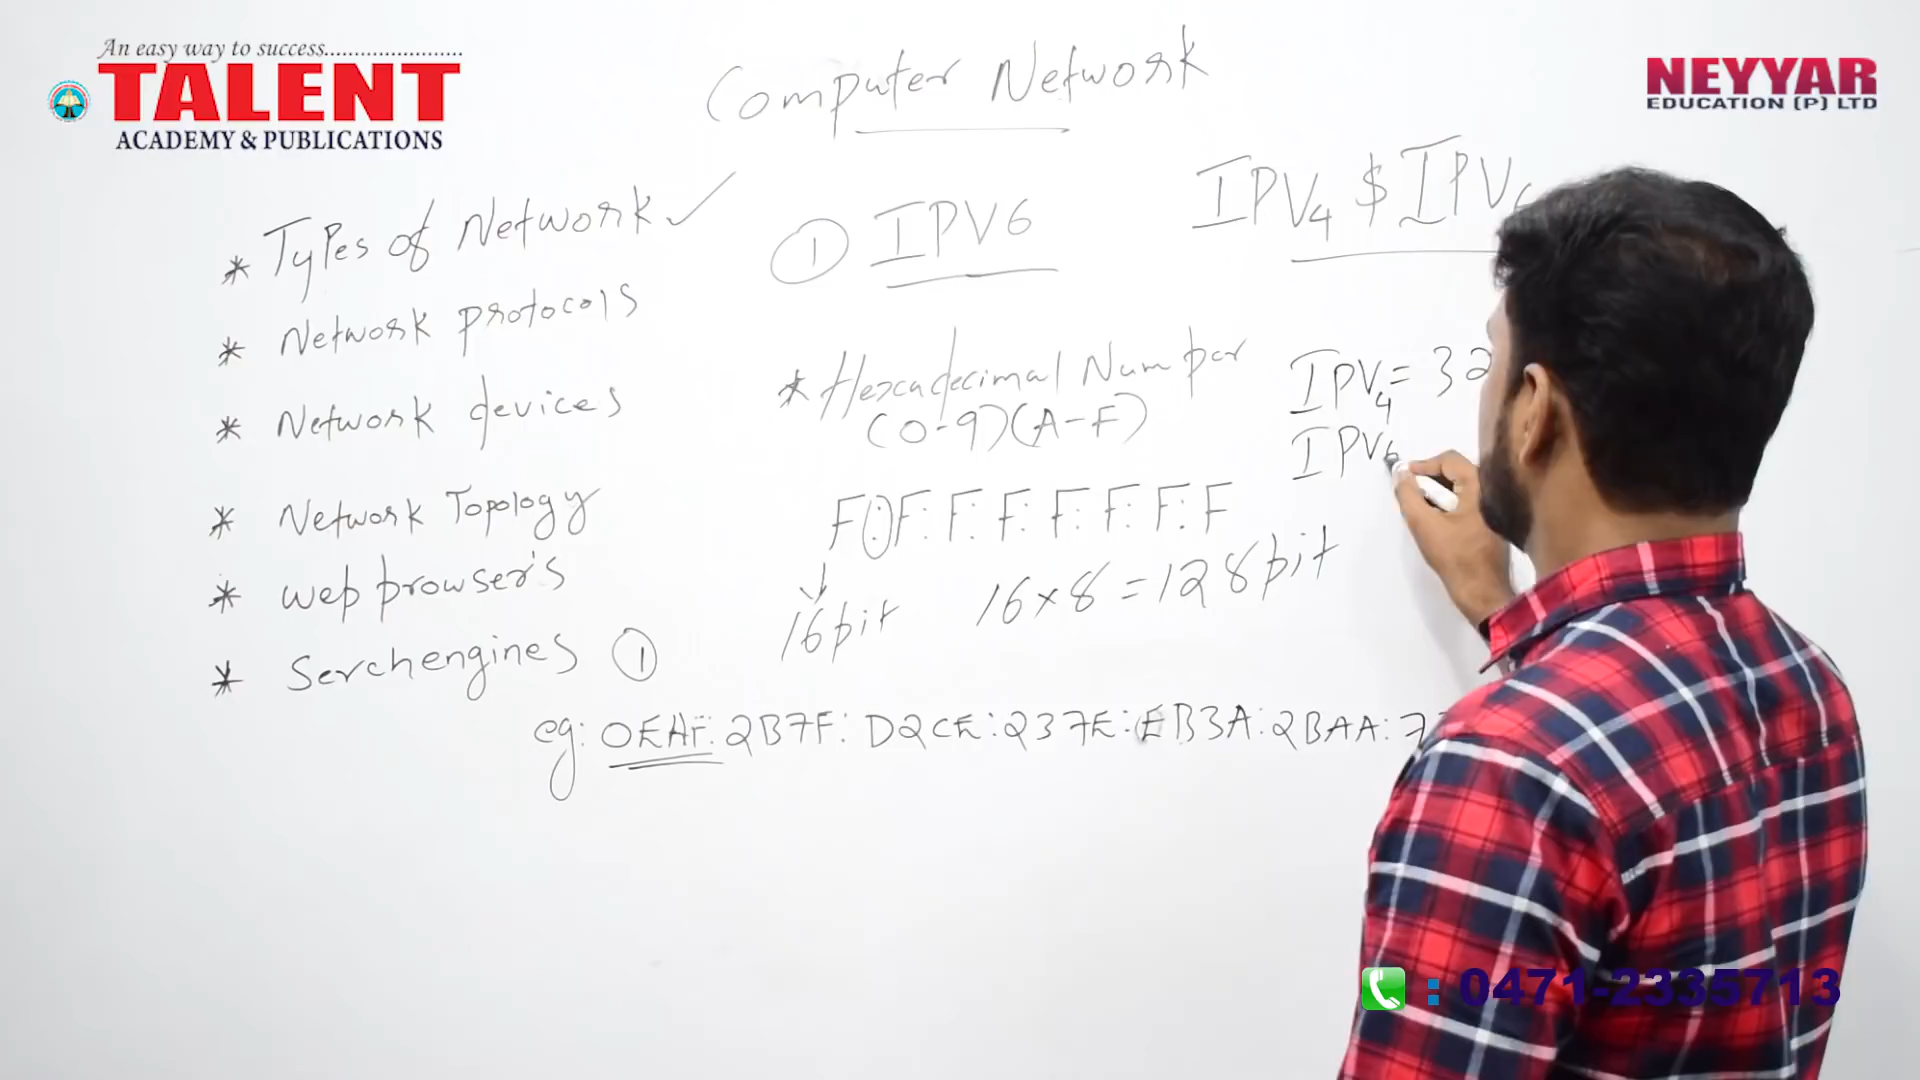 An easy way to success.......................
TALENT
ACADEMY & PUBLICATIONS
NEYYAR
EDUCATION (P) LTD
Computer Network
IPV4 $ IPV6
* Types of Network ✓
* Network protocols
* Network devices
* Network Topology
* web browser's
* Serchengines ①
① IPV6
* Hexadecimal Number
(0-9)(A-F)
F:F:F:F:F:F:F:F
16bit 16×8=128bit
eg: OEAF:2B7F:D2CE:237E:EB3A:2BAA:7
IPV4=32
IPV6
: 0471-2335713